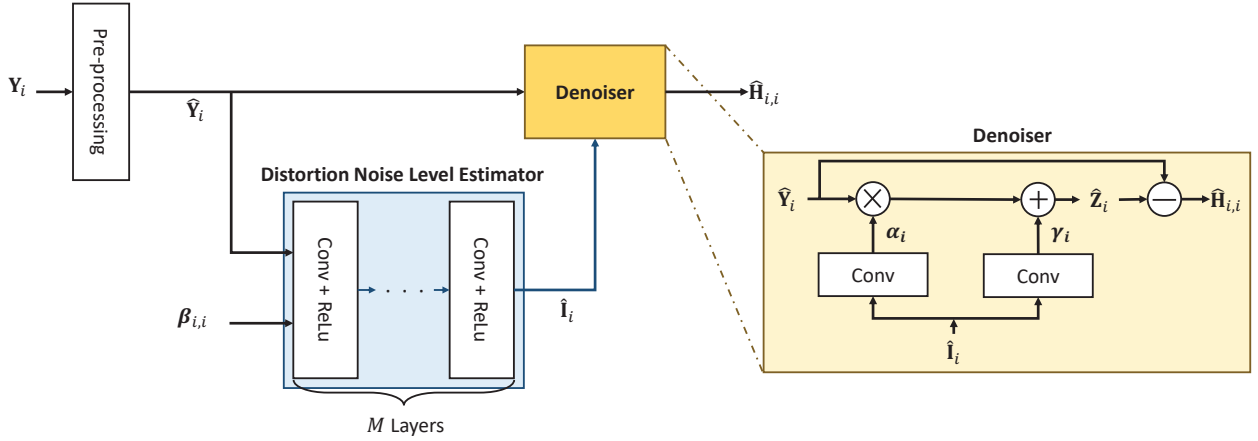 Y_i
Pre-processing
Ŷ_i
Denoiser
Ĥ_{i,i}
Distortion Noise Level Estimator
Conv + ReLu
. . .
Conv + ReLu
β_{i,i}
Î_i
M Layers
Denoiser
Ŷ_i
×
+
Ẑ_i
−
Ĥ_{i,i}
α_i
γ_i
Conv
Conv
Î_i